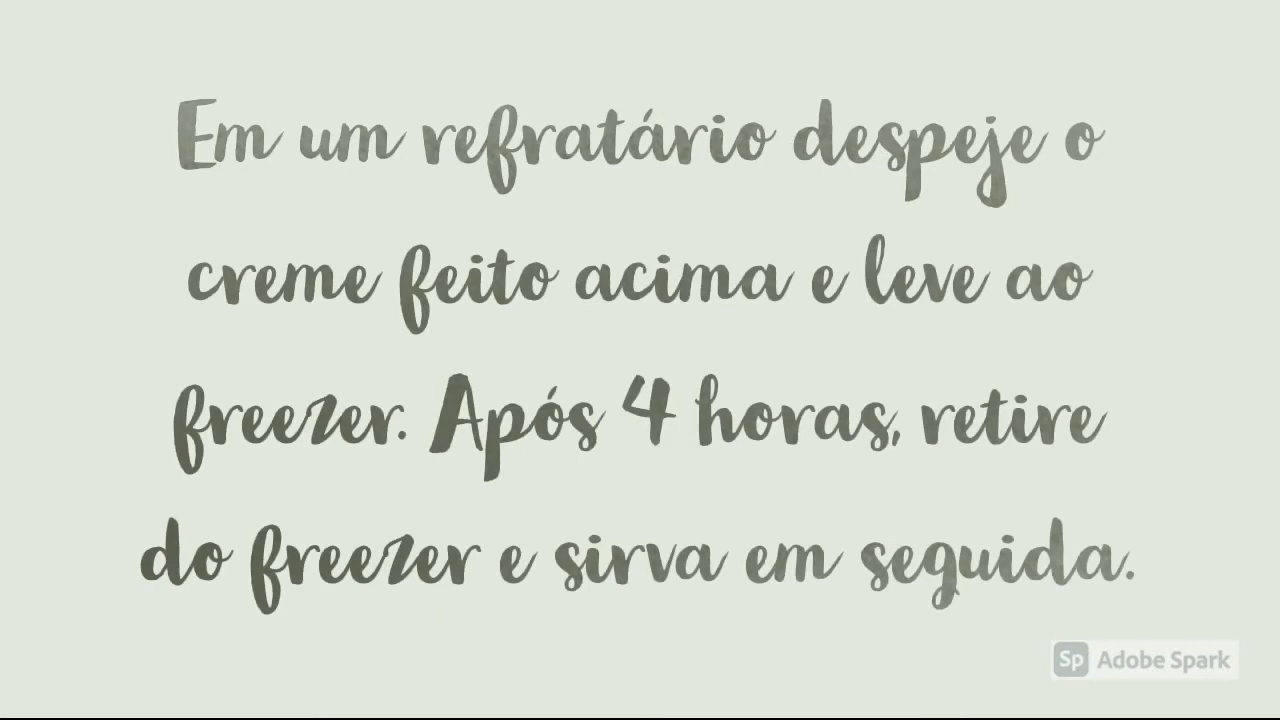 Em um refratário despeje o
creme feito acima e leve ao
freezer. Após 4 horas, retire
do freezer e sirva em seguida.
Sp Adobe Spark